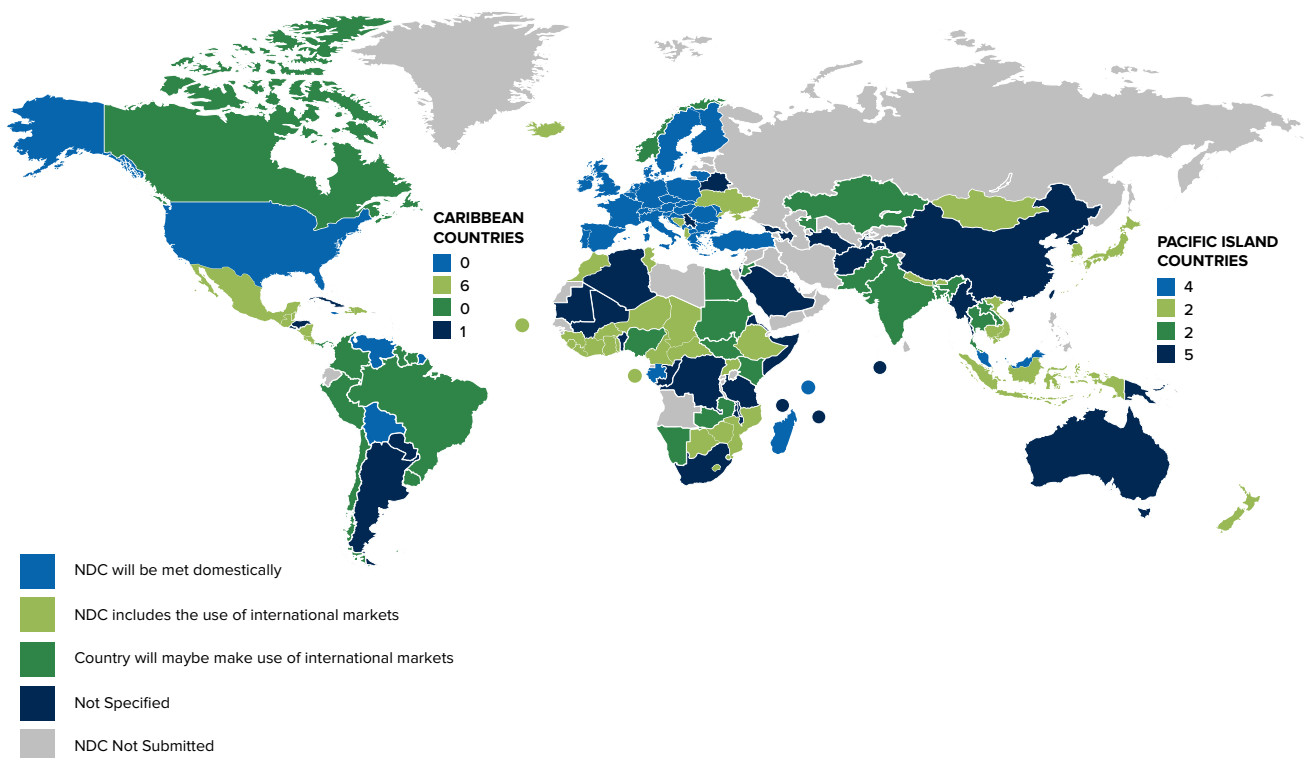 CARIBBEAN
COUNTRIES
0
6
0
1
PACIFIC ISLAND
COUNTRIES
4
2
2
5
NDC will be met domestically
NDC includes the use of international markets
Country will maybe make use of international markets
Not Specified
NDC Not Submitted